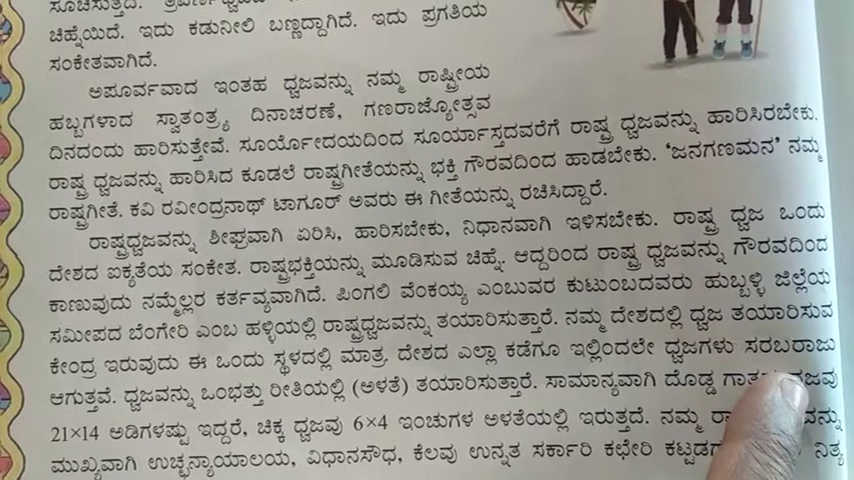 ಸೂಚಿಸುತ್ತದೆ.
ಚಿಹ್ನೆಯಿದೆ. ಇದು ಕಡುನೀಲಿ ಬಣ್ಣದ್ದಾಗಿದೆ. ಇದು ಪ್ರಗತಿಯ
ಸಂಕೇತವಾಗಿದೆ.
ಅಪೂರ್ವವಾದ ಇಂತಹ ಧ್ವಜವನ್ನು ನಮ್ಮ ರಾಷ್ಟ್ರೀಯ
ಹಬ್ಬಗಳಾದ ಸ್ವಾತಂತ್ರ್ಯ ದಿನಾಚರಣೆ, ಗಣರಾಜ್ಯೋತ್ಸವ
ದಿನದಂದು ಹಾರಿಸುತ್ತೇವೆ. ಸೂರ್ಯೋದಯದಿಂದ ಸೂರ್ಯಾಸ್ತದವರೆಗೆ ರಾಷ್ಟ್ರ ಧ್ವಜವನ್ನು ಹಾರಿಸಿರಬೇಕು.
ರಾಷ್ಟ್ರ ಧ್ವಜವನ್ನು ಹಾರಿಸಿದ ಕೂಡಲೆ ರಾಷ್ಟ್ರಗೀತೆಯನ್ನು ಭಕ್ತಿ ಗೌರವದಿಂದ ಹಾಡಬೇಕು. ‘ಜನಗಣಮನ’ ನಮ್ಮ
ರಾಷ್ಟ್ರಗೀತೆ. ಕವಿ ರವೀಂದ್ರನಾಥ್ ಟಾಗೂರ್ ಅವರು ಈ ಗೀತೆಯನ್ನು ರಚಿಸಿದ್ದಾರೆ.
ರಾಷ್ಟ್ರಧ್ವಜವನ್ನು ಶೀಘ್ರವಾಗಿ ಏರಿಸಿ, ಹಾರಿಸಬೇಕು, ನಿಧಾನವಾಗಿ ಇಳಿಸಬೇಕು. ರಾಷ್ಟ್ರ ಧ್ವಜ ಒಂದು
ದೇಶದ ಐಕ್ಯತೆಯ ಸಂಕೇತ. ರಾಷ್ಟ್ರಭಕ್ತಿಯನ್ನು ಮೂಡಿಸುವ ಚಿಹ್ನೆ. ಆದ್ದರಿಂದ ರಾಷ್ಟ್ರ ಧ್ವಜವನ್ನು ಗೌರವದಿಂದ
ಕಾಣುವುದು ನಮ್ಮೆಲ್ಲರ ಕರ್ತವ್ಯವಾಗಿದೆ. ಪಿಂಗಲಿ ವೆಂಕಯ್ಯ ಎಂಬುವರ ಕುಟುಂಬದವರು ಹುಬ್ಬಳ್ಳಿ ಜಿಲ್ಲೆಯ
ಸಮೀಪದ ಬೆಂಗೇರಿ ಎಂಬ ಹಳ್ಳಿಯಲ್ಲಿ ರಾಷ್ಟ್ರಧ್ವಜವನ್ನು ತಯಾರಿಸುತ್ತಾರೆ. ನಮ್ಮ ದೇಶದಲ್ಲಿ ಧ್ವಜ ತಯಾರಿಸುವ
ಕೇಂದ್ರ ಇರುವುದು ಈ ಒಂದು ಸ್ಥಳದಲ್ಲಿ ಮಾತ್ರ. ದೇಶದ ಎಲ್ಲಾ ಕಡೆಗೂ ಇಲ್ಲಿಂದಲೇ ಧ್ವಜಗಳು ಸರಬರಾಜು
ಆಗುತ್ತವೆ. ಧ್ವಜವನ್ನು ಒಂಭತ್ತು ರೀತಿಯಲ್ಲಿ (ಅಳತೆ) ತಯಾರಿಸುತ್ತಾರೆ. ಸಾಮಾನ್ಯವಾಗಿ ದೊಡ್ಡ
21×14 ಅಡಿಗಳಷ್ಟು ಇದ್ದರೆ, ಚಿಕ್ಕ ಧ್ವಜವು 6×4 ಇಂಚುಗಳ ಅಳತೆಯಲ್ಲಿ ಇರುತ್ತದೆ. ನಮ್ಮ
ಮುಖ್ಯವಾಗಿ ಉಚ್ಛನ್ಯಾಯಾಲಯ, ವಿಧಾನಸೌಧ, ಕೆಲವು ಉನ್ನತ ಸರ್ಕಾರಿ ಕಛೇರಿ ನಿತ್ಯ